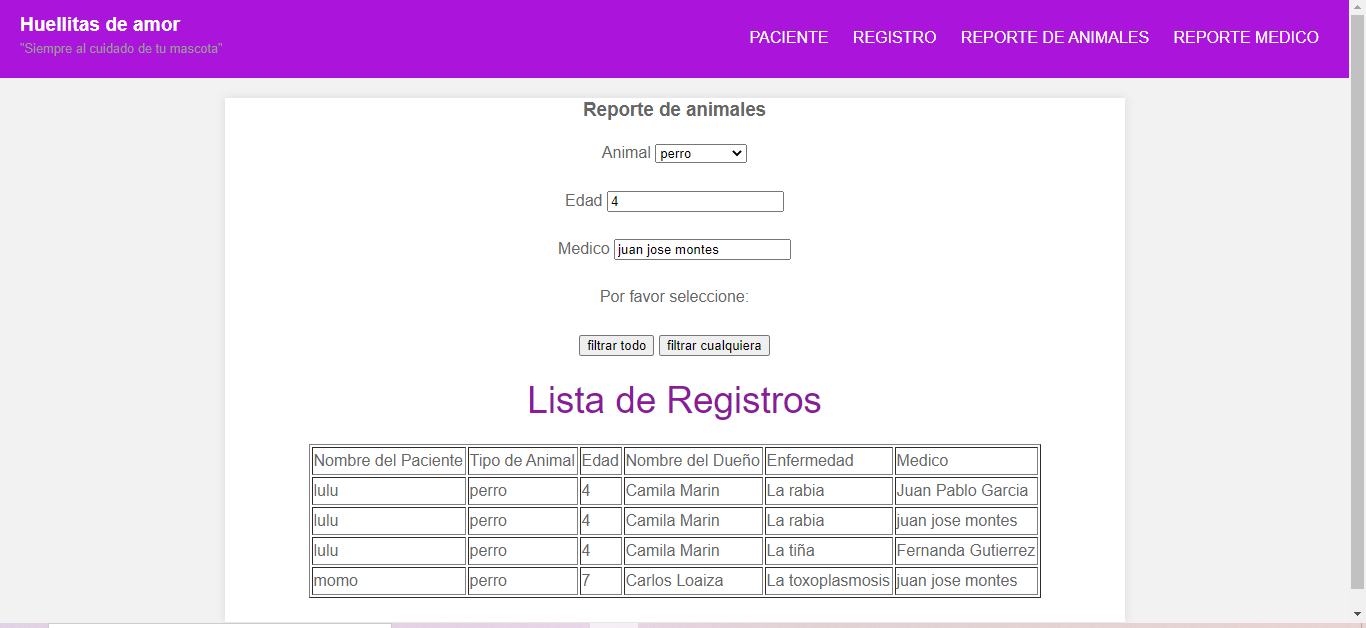 Huellitas de amor
"Siempre al cuidado de tu mascota"
PACIENTE REGISTRO REPORTE DE ANIMALES REPORTE MEDICO
Reporte de animales
Animal perro
Edad 4
Medico juan jose montes
Por favor seleccione:
filtrar todo filtrar cualquiera
Lista de Registros
Nombre del Paciente Tipo de Animal Edad Nombre del Dueño Enfermedad Medico
lulu perro 4 Camila Marin La rabia Juan Pablo Garcia
lulu perro 4 Camila Marin La rabia juan jose montes
lulu perro 4 Camila Marin La tiña Fernanda Gutierrez
momo perro 7 Carlos Loaiza La toxoplasmosis juan jose montes